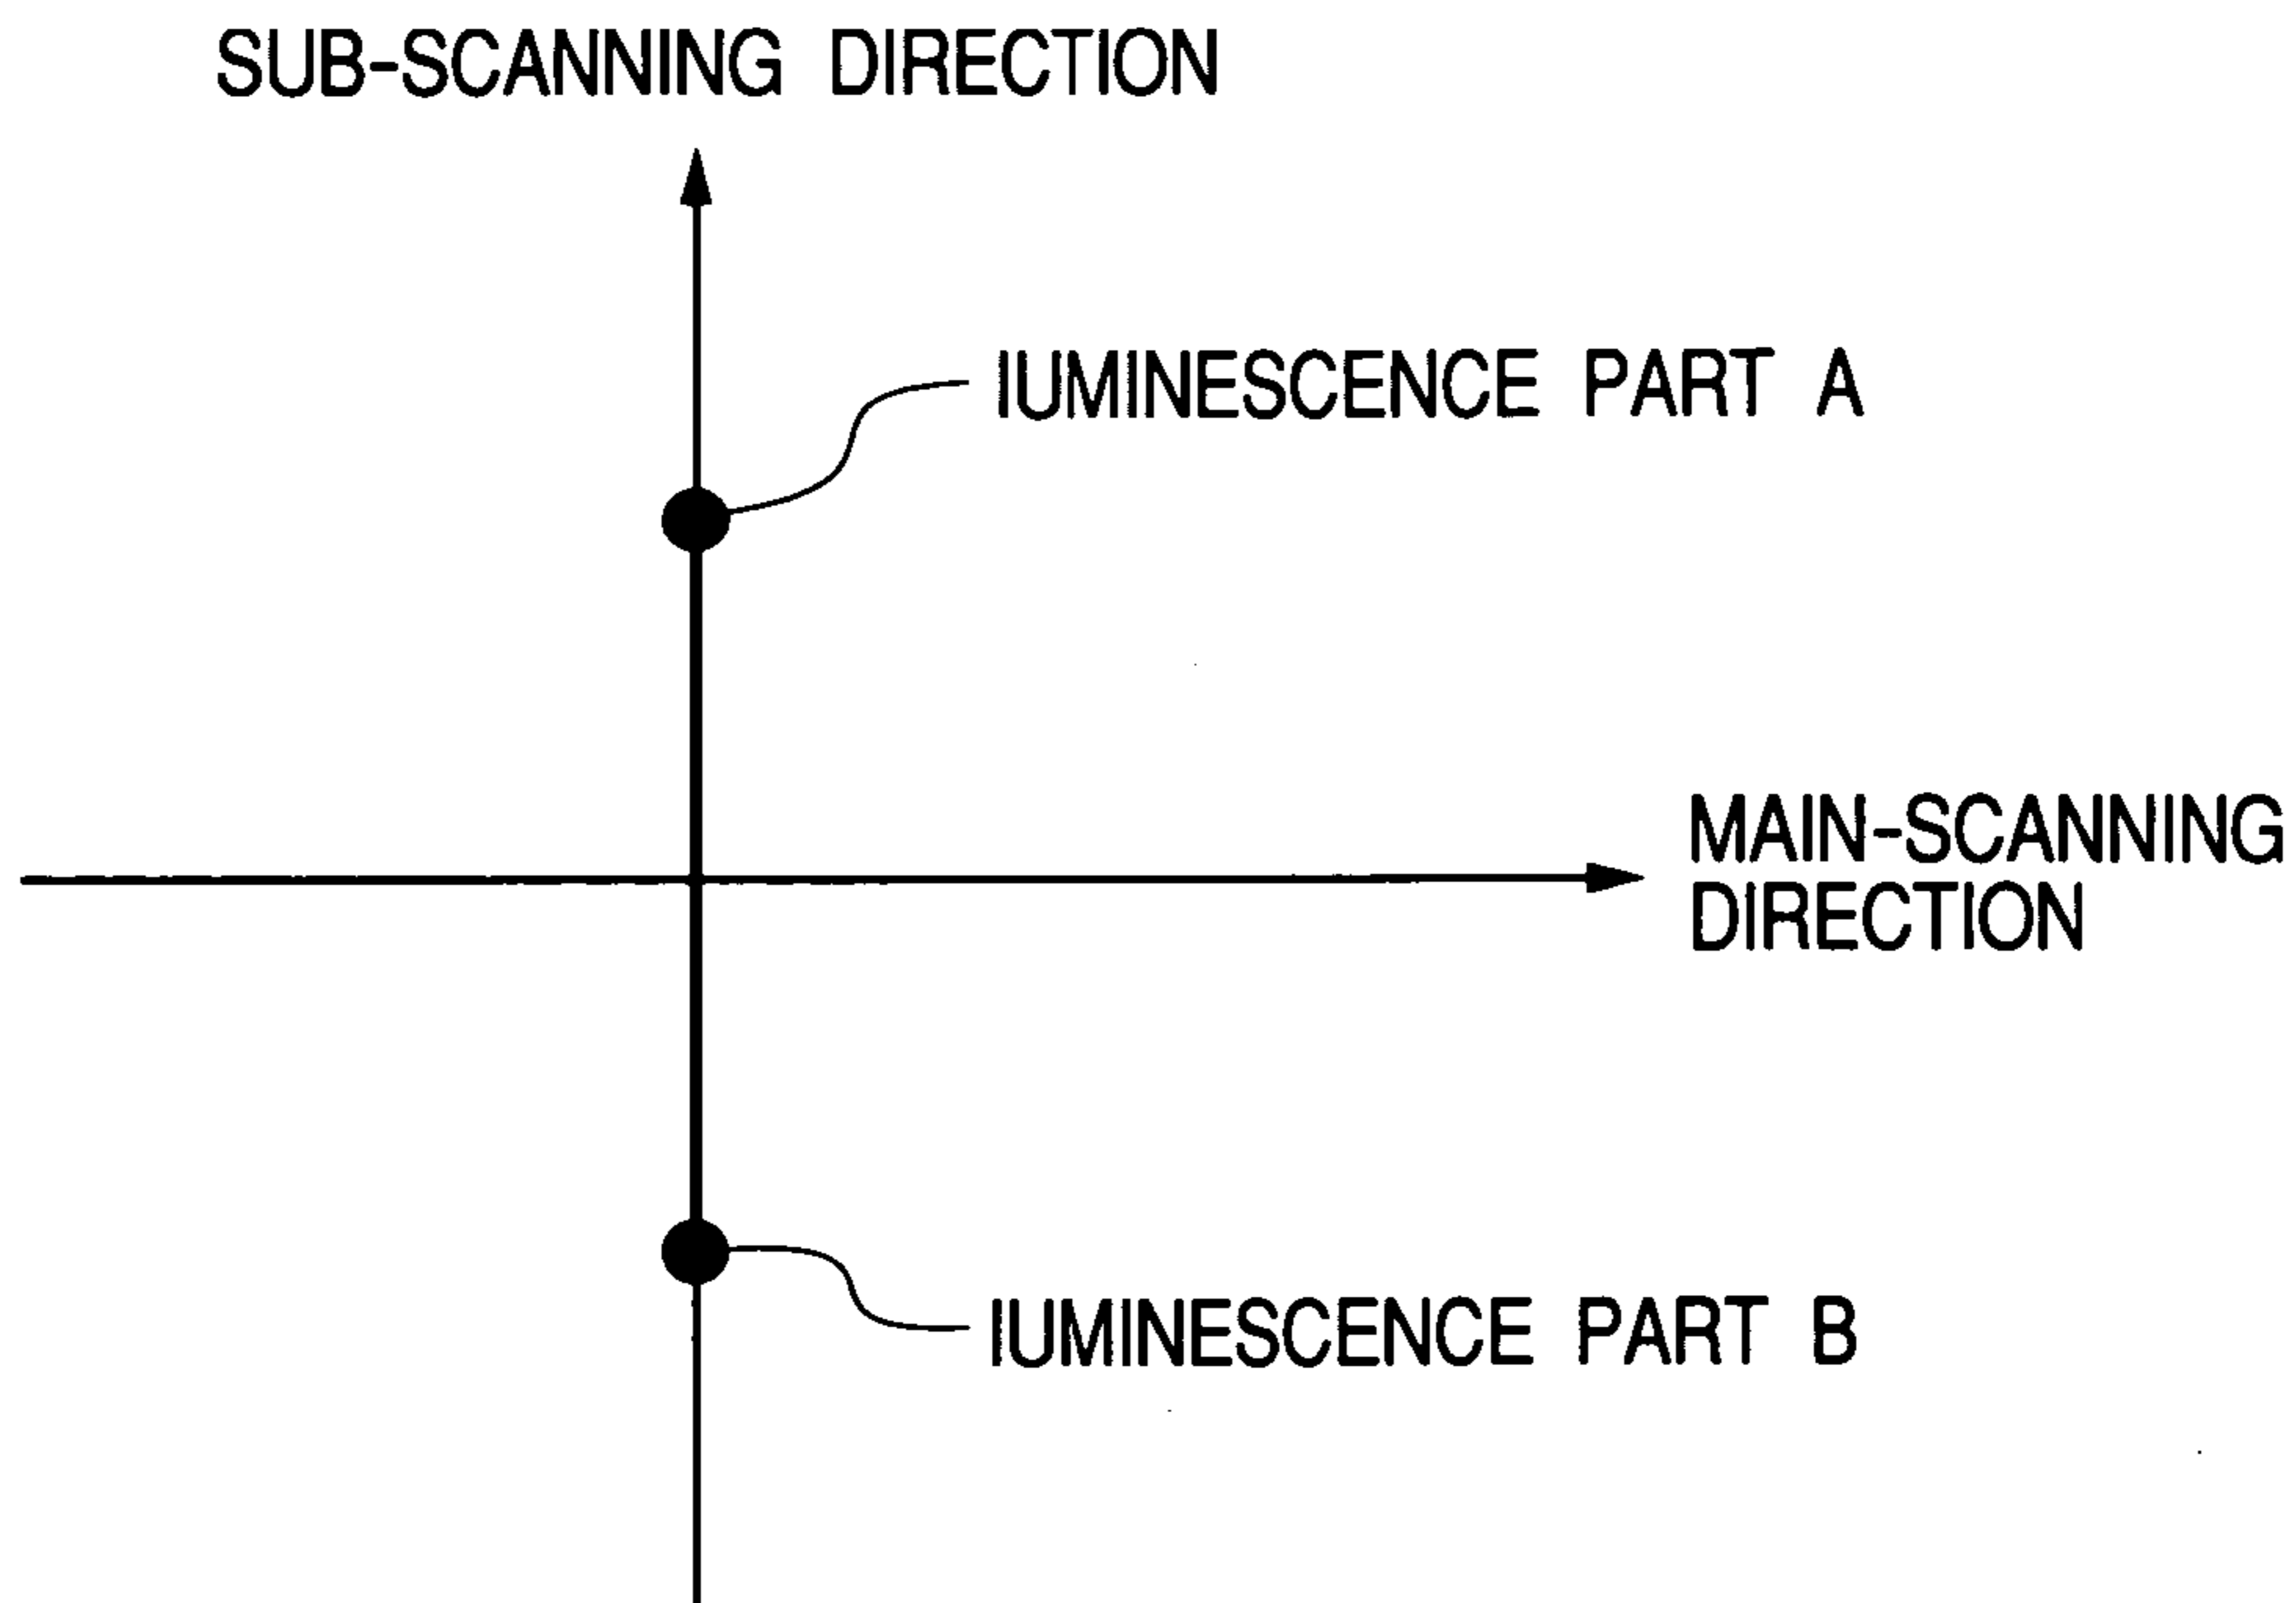 SUB-SCANNING DIRECTION
IUMINESCENCE PART A
MAIN-SCANNING
DIRECTION
IUMINESCENCE PART B